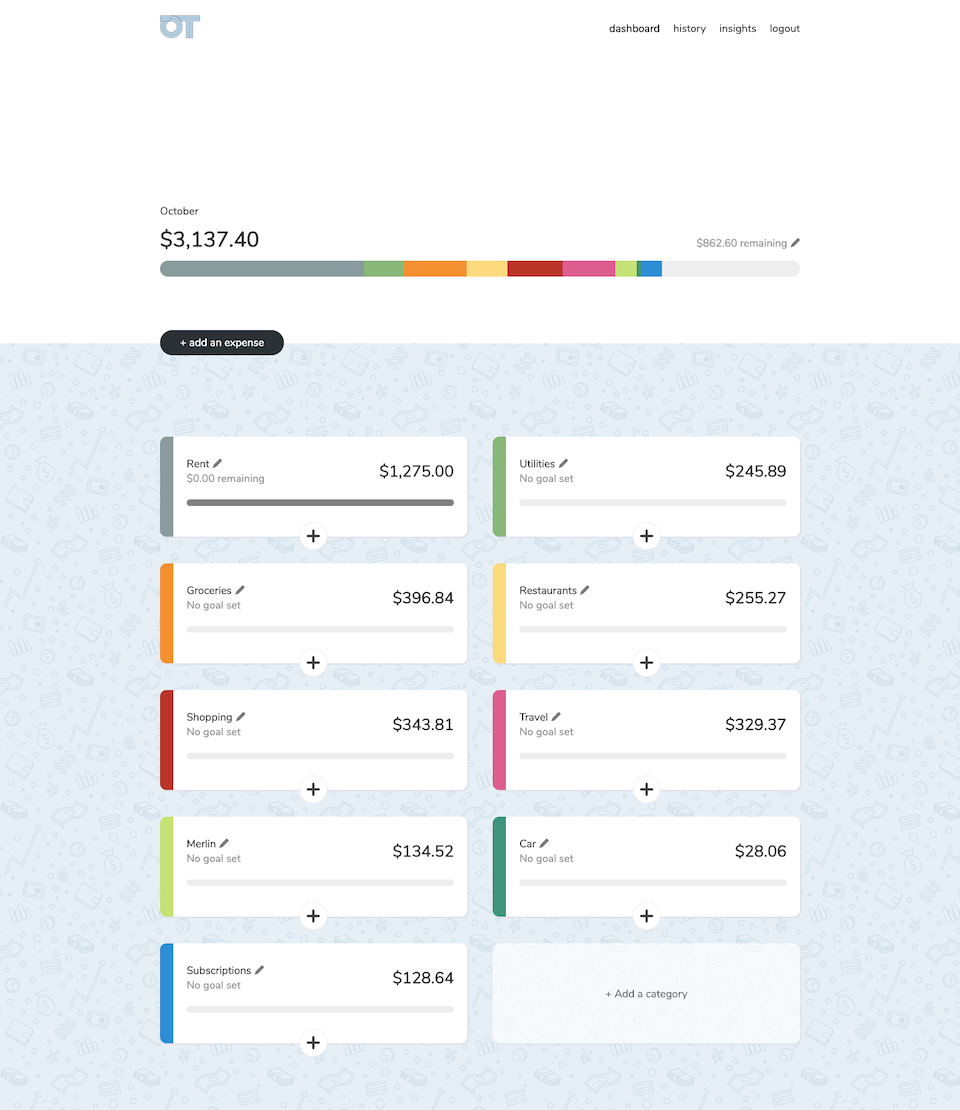 OT
dashboard history insights logout
October
$3,137.40
$862.60 remaining
+ add an expense
Rent
$0.00 remaining
$1,275.00
+
Utilities
No goal set
$245.89
+
Groceries
No goal set
$396.84
+
Restaurants
No goal set
$255.27
+
Shopping
No goal set
$343.81
+
Travel
No goal set
$329.37
+
Merlin
No goal set
$134.52
+
Car
No goal set
$28.06
+
Subscriptions
No goal set
$128.64
+
+ Add a category